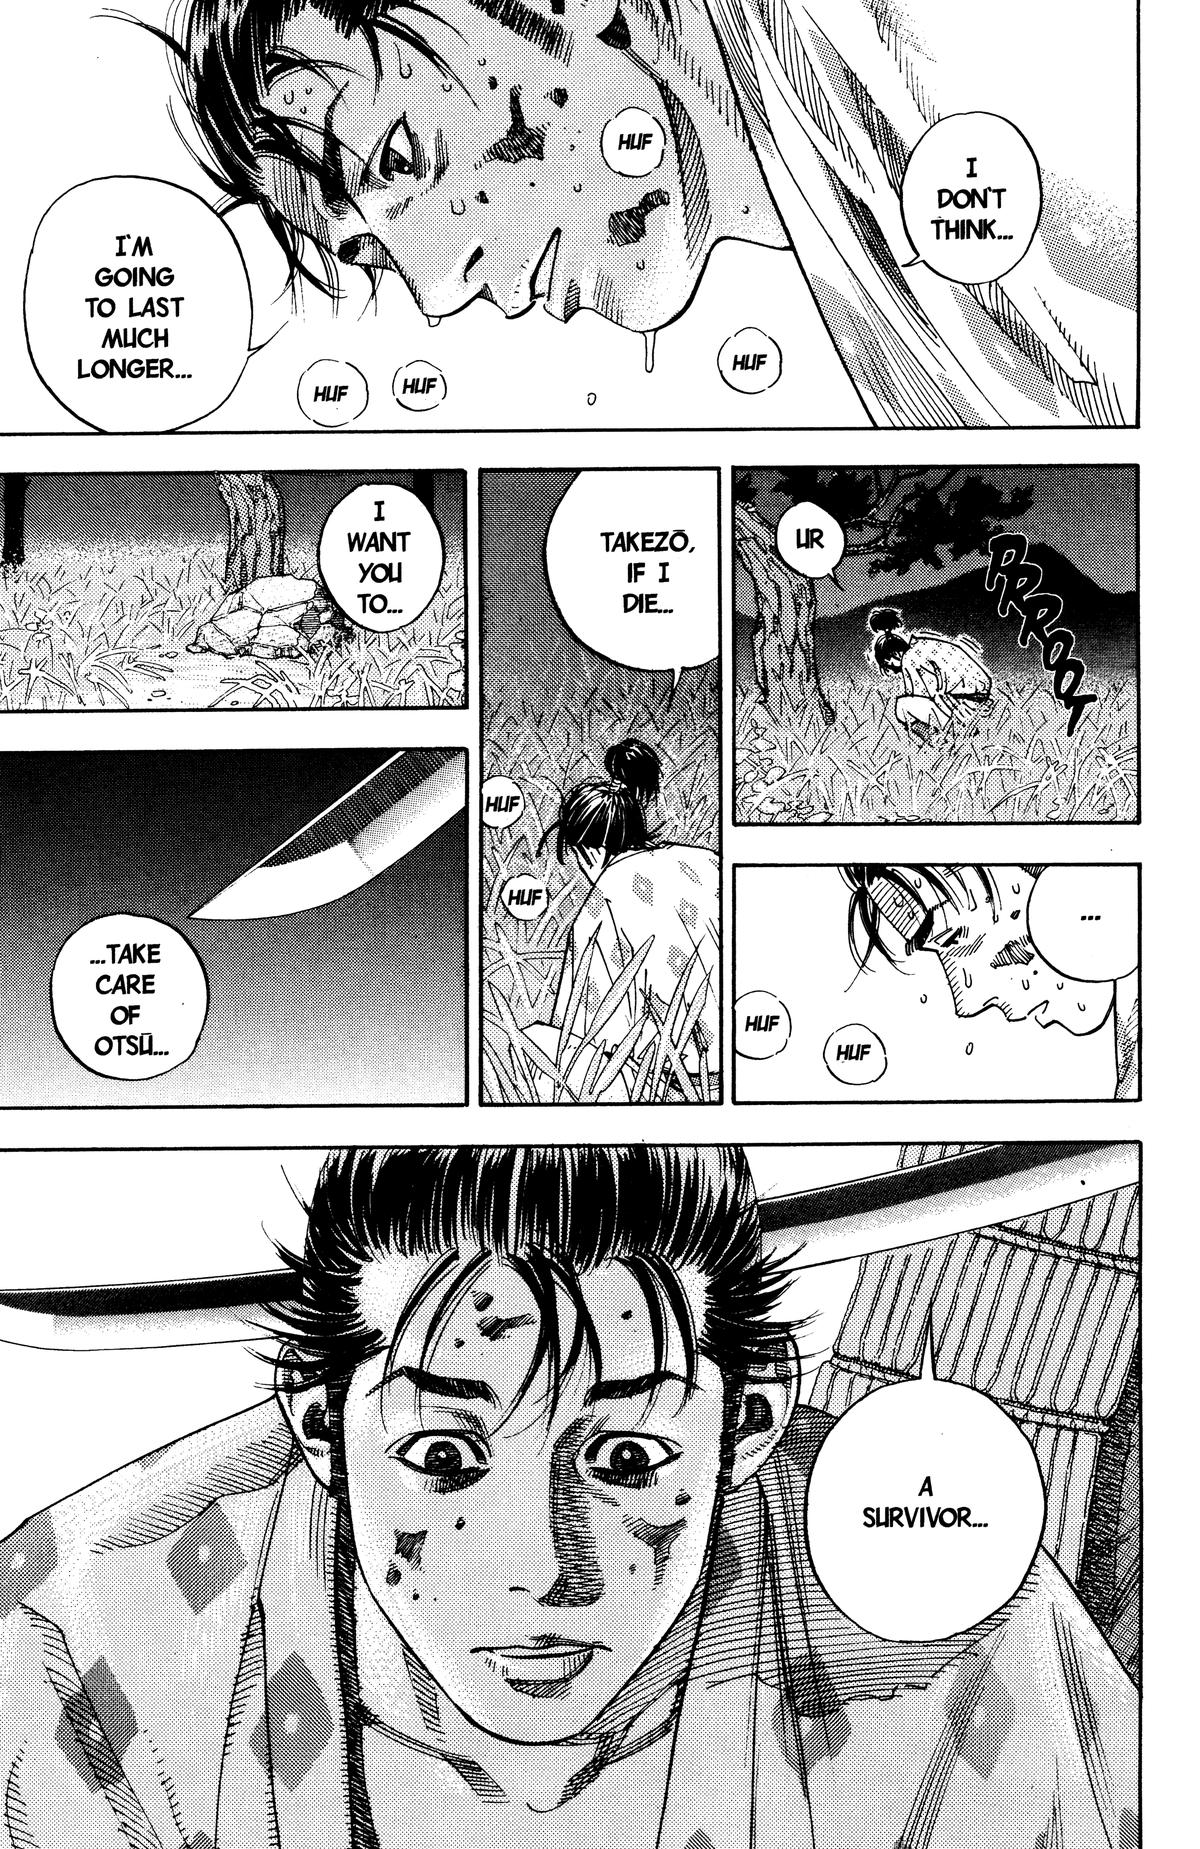 I
DON'T
THINK...
HUF
I'M
GOING
TO LAST
MUCH
LONGER...
HUF
HUF
HUF
UR
RRROOT
...
HUF
HUF
TAKEZŌ,
IF I
DIE...
HUF
HUF
I
WANT
YOU
TO...
...TAKE
CARE
OF
OTSŪ...
A
SURVIVOR...